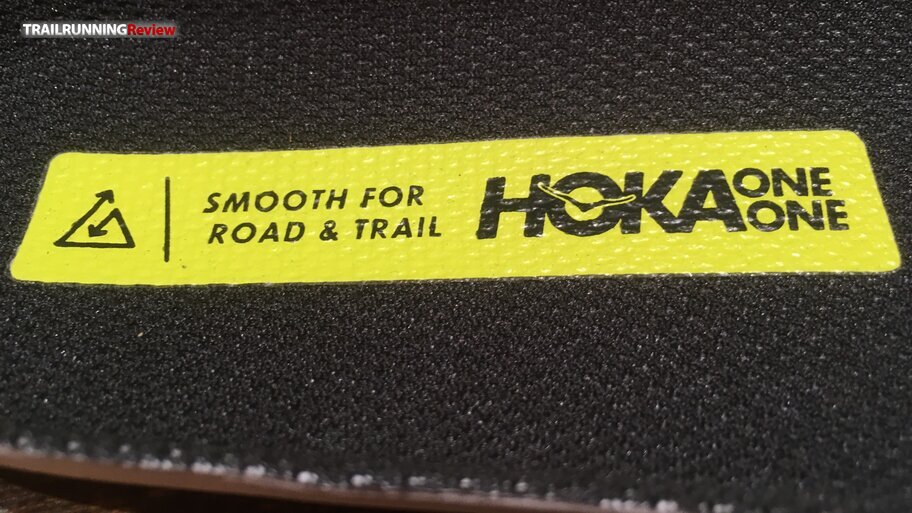 TRAILRUNNINGReview
SMOOTH FOR
ROAD & TRAIL
HOKA ONE
ONE